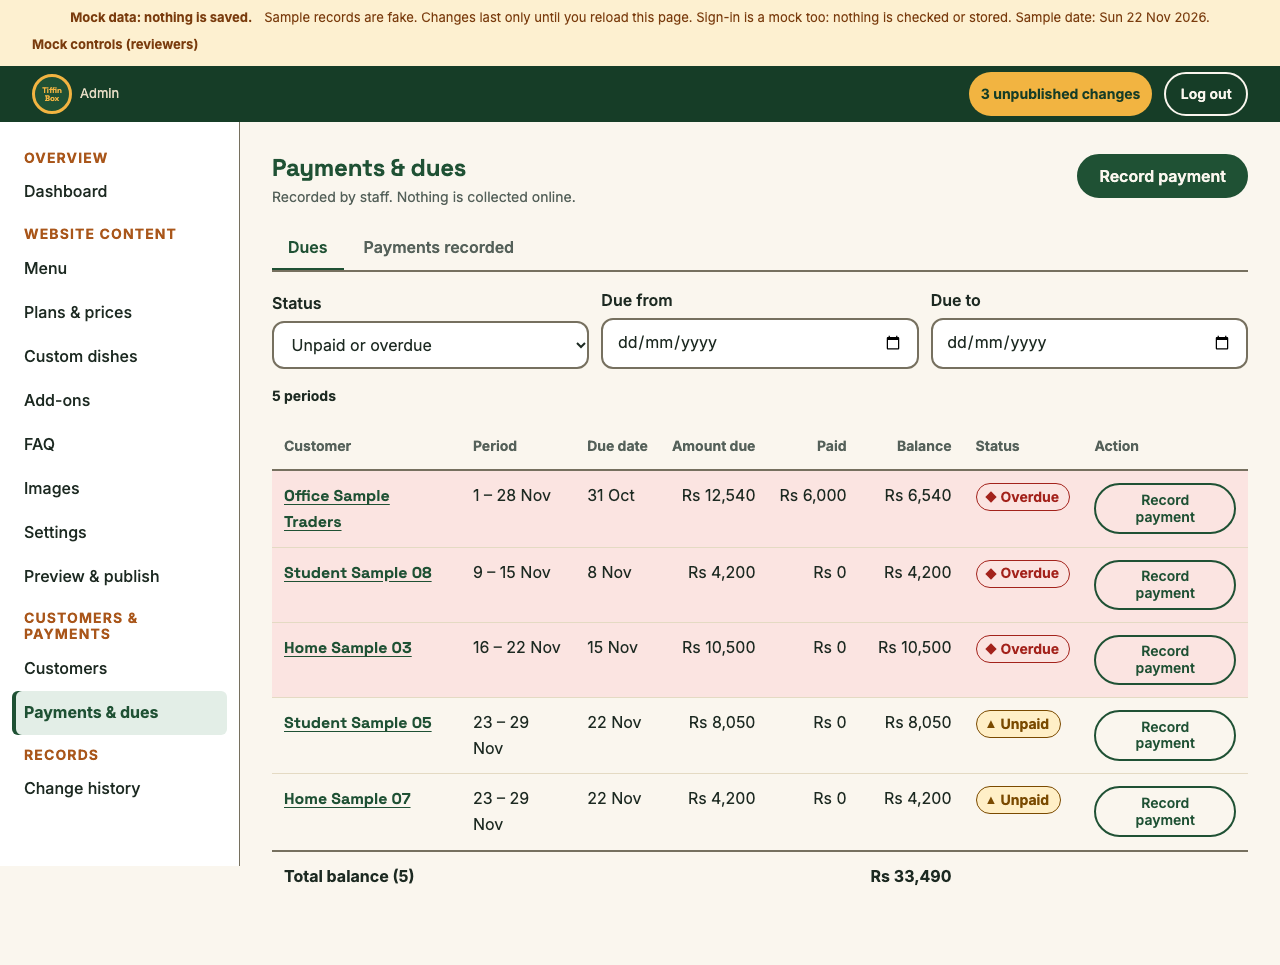 Mock data: nothing is saved. Sample records are fake. Changes last only until you reload this page. Sign-in is a mock too: nothing is checked or stored. Sample date: Sun 22 Nov 2026.
Mock controls (reviewers)
Tiffin
Box
Admin
3 unpublished changes
Log out
OVERVIEW
Dashboard
WEBSITE CONTENT
Menu
Plans & prices
Custom dishes
Add-ons
FAQ
Images
Settings
Preview & publish
CUSTOMERS &
PAYMENTS
Customers
Payments & dues
RECORDS
Change history
Payments & dues
Recorded by staff. Nothing is collected online.
Record payment
Dues Payments recorded
Status Due from Due to
Unpaid or overdue dd/mm/yyyy dd/mm/yyyy
5 periods
Customer Period Due date Amount due Paid Balance Status Action
Office Sample
Traders 1 – 28 Nov 31 Oct Rs 12,540 Rs 6,000 Rs 6,540 ◆ Overdue Record
payment
Student Sample 08 9 – 15 Nov 8 Nov Rs 4,200 Rs 0 Rs 4,200 ◆ Overdue Record
payment
Home Sample 03 16 – 22 Nov 15 Nov Rs 10,500 Rs 0 Rs 10,500 ◆ Overdue Record
payment
Student Sample 05 23 – 29
Nov 22 Nov Rs 8,050 Rs 0 Rs 8,050 ▲ Unpaid Record
payment
Home Sample 07 23 – 29
Nov 22 Nov Rs 4,200 Rs 0 Rs 4,200 ▲ Unpaid Record
payment
Total balance (5) Rs 33,490